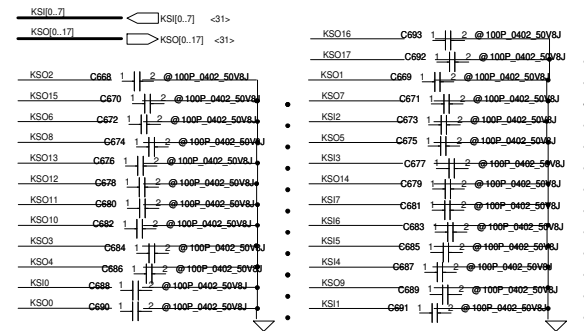 KSI[0..7] KSI[0..7] <31>
KSO[0..17] KSO[0..17] <31>
KSO2 C668 1 2 @100P_0402_50V8J
KSO15 C670 1 2 @100P_0402_50V8J
KSO6 C672 1 2 @100P_0402_50V8J
KSO8 C674 1 2 @100P_0402_50V8J
KSO13 C676 1 2 @100P_0402_50V8J
KSO12 C678 1 2 @100P_0402_50V8J
KSO11 C680 1 2 @100P_0402_50V8J
KSO10 C682 1 2 @100P_0402_50V8J
KSO3 C684 1 2 @100P_0402_50V8J
KSO4 C686 1 2 @100P_0402_50V8J
KSI0 C688 1 2 @100P_0402_50V8J
KSO0 C690 1 2 @100P_0402_50V8J
KSO16 C693 1 2 @100P_0402_50V8J
KSO17 C692 1 2 @100P_0402_50V8J
KSO1 C669 1 2 @100P_0402_50V8J
KSO7 C671 1 2 @100P_0402_50V8J
KSI2 C673 1 2 @100P_0402_50V8J
KSO5 C675 1 2 @100P_0402_50V8J
KSI3 C677 1 2 @100P_0402_50V8J
KSO14 C679 1 2 @100P_0402_50V8J
KSI7 C681 1 2 @100P_0402_50V8J
KSI6 C683 1 2 @100P_0402_50V8J
KSI5 C685 1 2 @100P_0402_50V8J
KSI4 C687 1 2 @100P_0402_50V8J
KSO9 C689 1 2 @100P_0402_50V8J
KSI1 C691 1 2 @100P_0402_50V8J